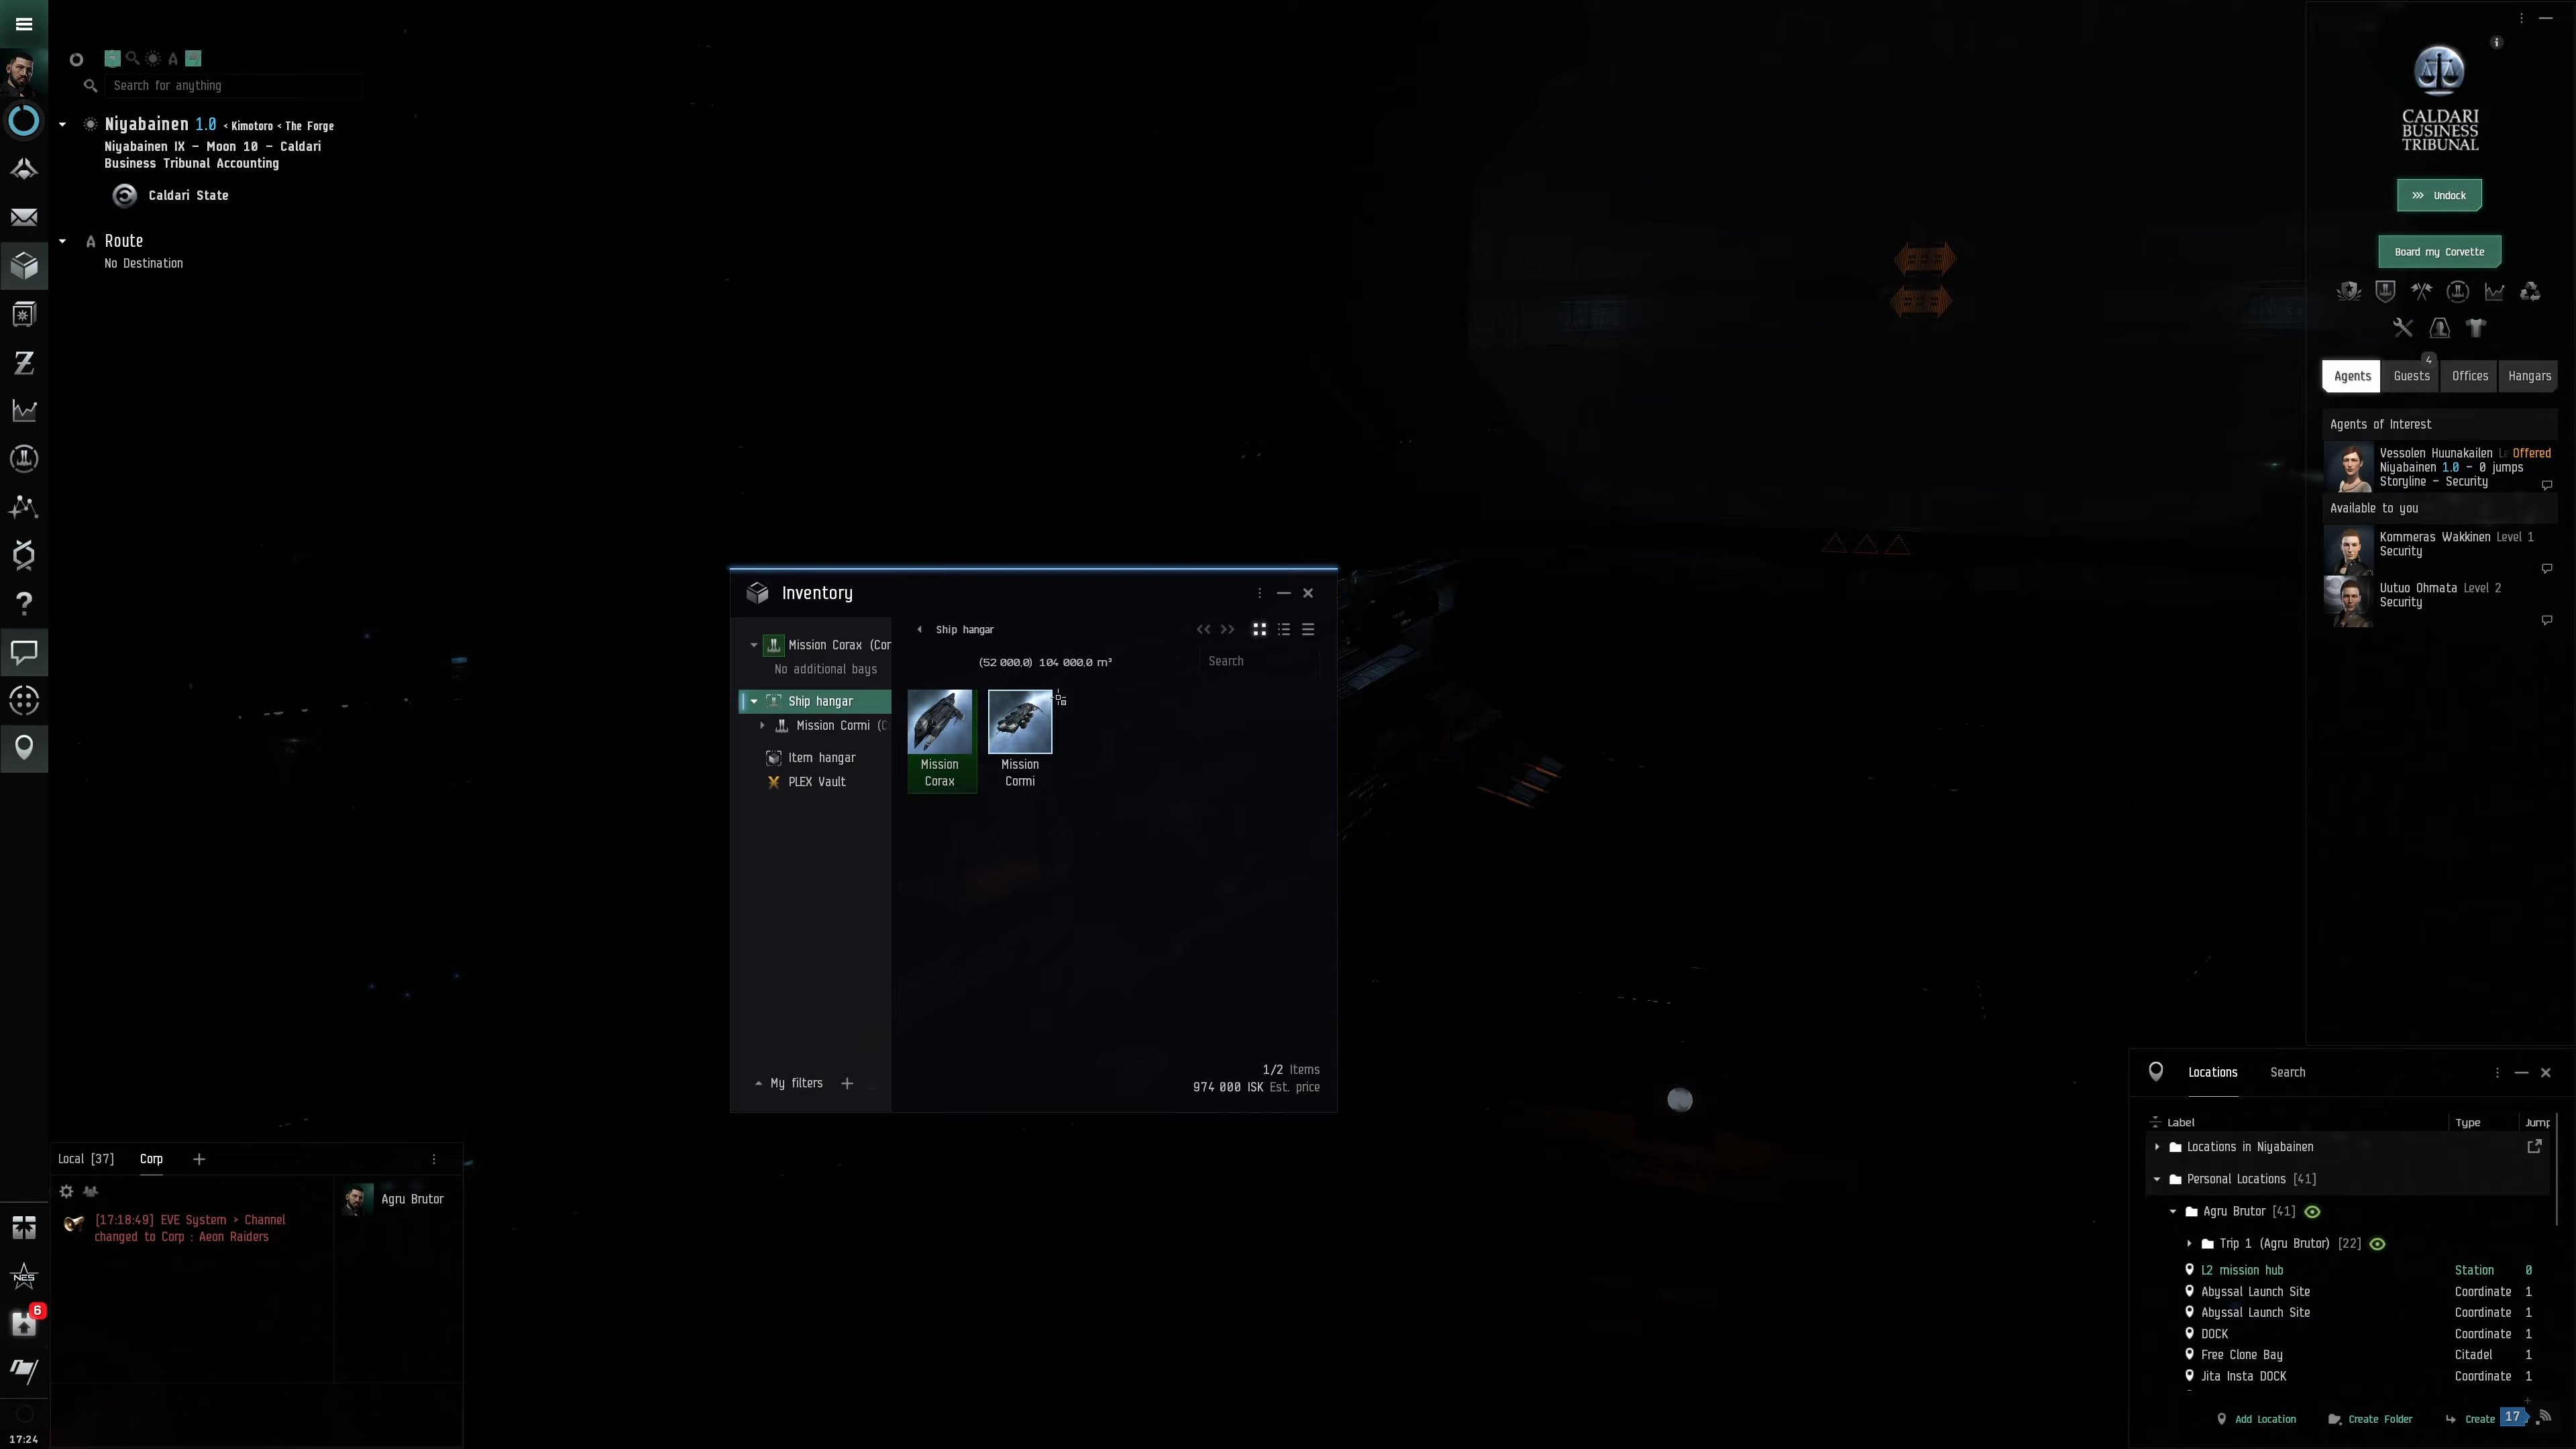 Search for anything
Niyabainen 1.0 < Kimotoro < The Forge
Niyabainen IX - Moon 10 - Caldari
Business Tribunal Accounting
Caldari State
Route
No Destination
CALDARI
BUSINESS
TRIBUNAL
Undock
Board my Corvette
4
Agents
Guests
Offices
Hangars
Agents of Interest
Vessolen Huunakailen Le Offered
Niyabainen 1.0 - 0 jumps
Storyline - Security
Available to you
Kommeras Wakkinen Level 1
Security
Uutuo Ohmata Level 2
Security
Inventory
Mission Corax (Cor
No additional bays
Ship hangar
Mission Cormi (C
Item hangar
PLEX Vault
Ship hangar
(52 000,0) 104 000,0 m³
Search
Mission
Corax
Mission
Cormi
My filters
1/2 Items
974 000 ISK Est. price
Local [37]
Corp
[17:18:49] EVE System > Channel
changed to Corp : Aeon Raiders
Agru Brutor
NES
6
17:24
Locations
Search
Label Type Jump
Locations in Niyabainen
Personal Locations [41]
Agru Brutor [41]
Trip 1 (Agru Brutor) [22]
L2 mission hub Station 0
Abyssal Launch Site Coordinate 1
Abyssal Launch Site Coordinate 1
DOCK Coordinate 1
Free Clone Bay Citadel 1
Jita Insta DOCK Coordinate 1
Add Location
Create Folder
Create
17